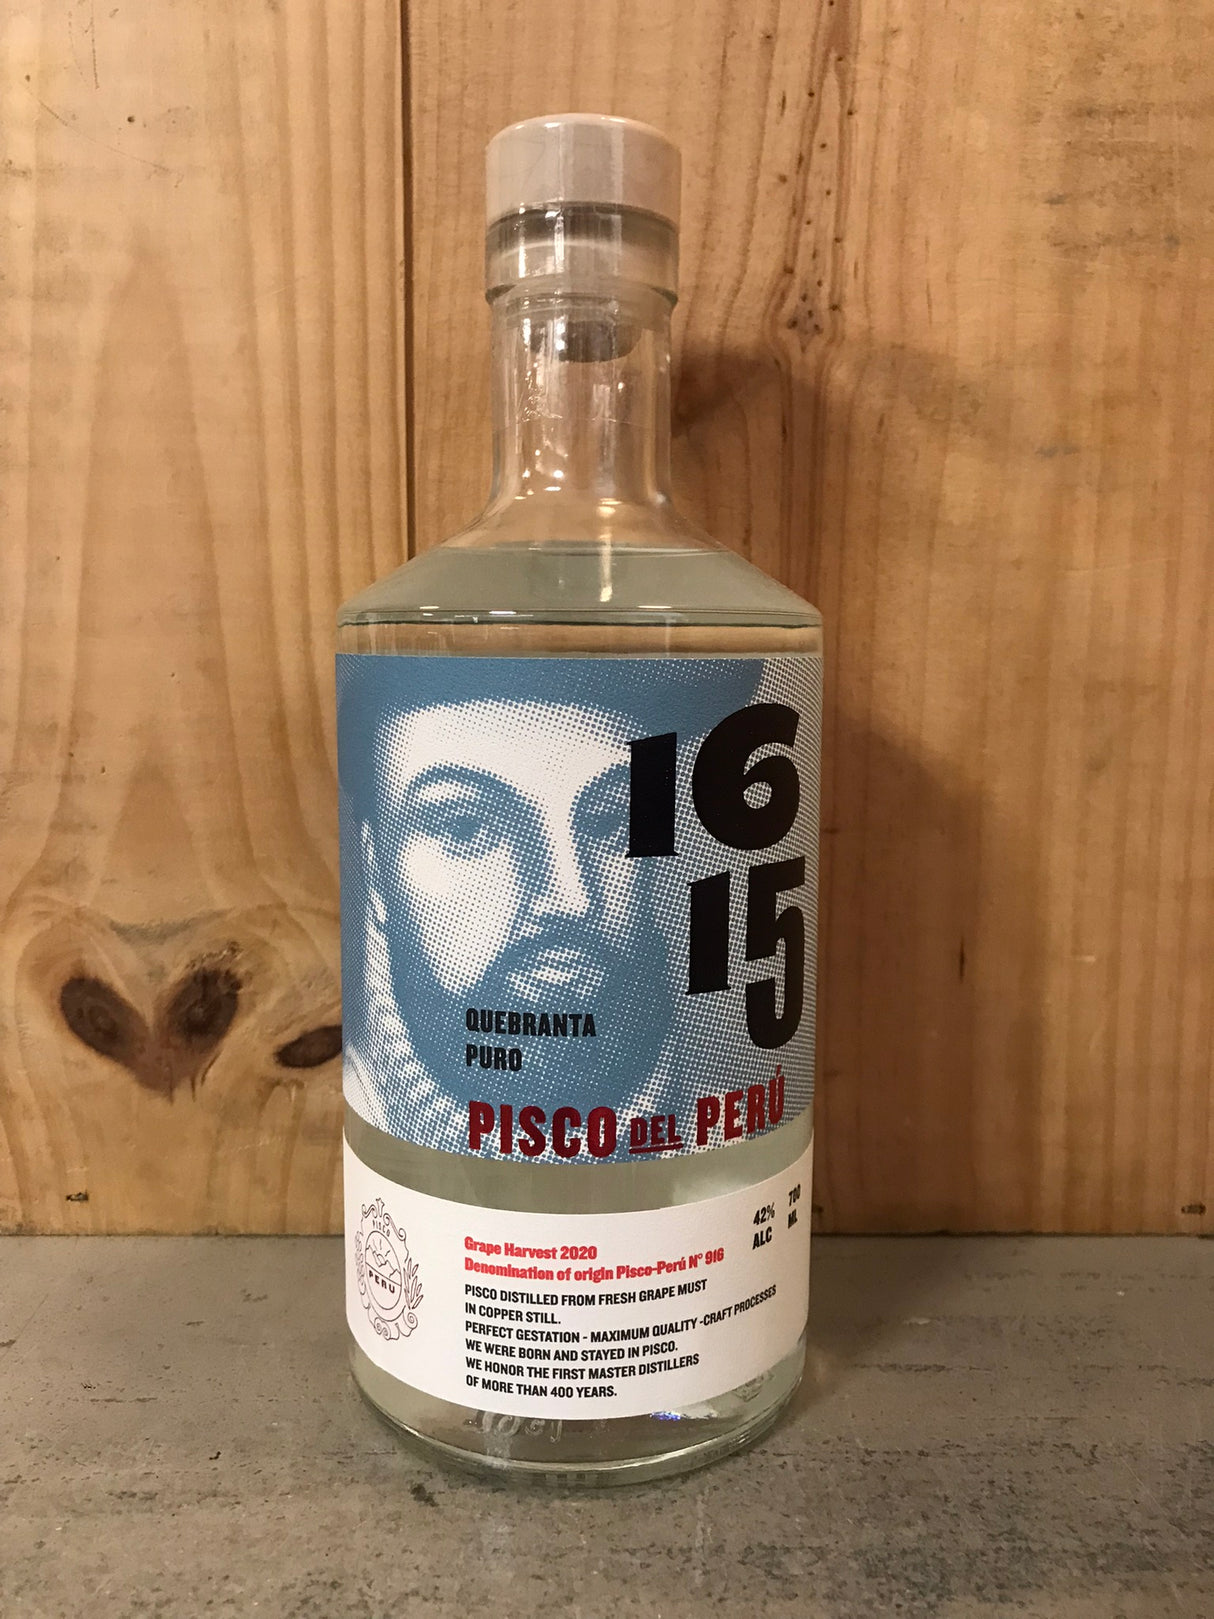 16
15
QUEBRANTA
PURO
PISCO DEL PERÚ
PISCO
PERU
42%
ALC
700
ML
Grape Harvest 2020
Denomination of origin Pisco-Perú N° 916
PISCO DISTILLED FROM FRESH GRAPE MUST
IN COPPER STILL.
PERFECT GESTATION - MAXIMUM QUALITY -CRAFT PROCESSES
WE WERE BORN AND STAYED IN PISCO.
WE HONOR THE FIRST MASTER DISTILLERS
OF MORE THAN 400 YEARS.